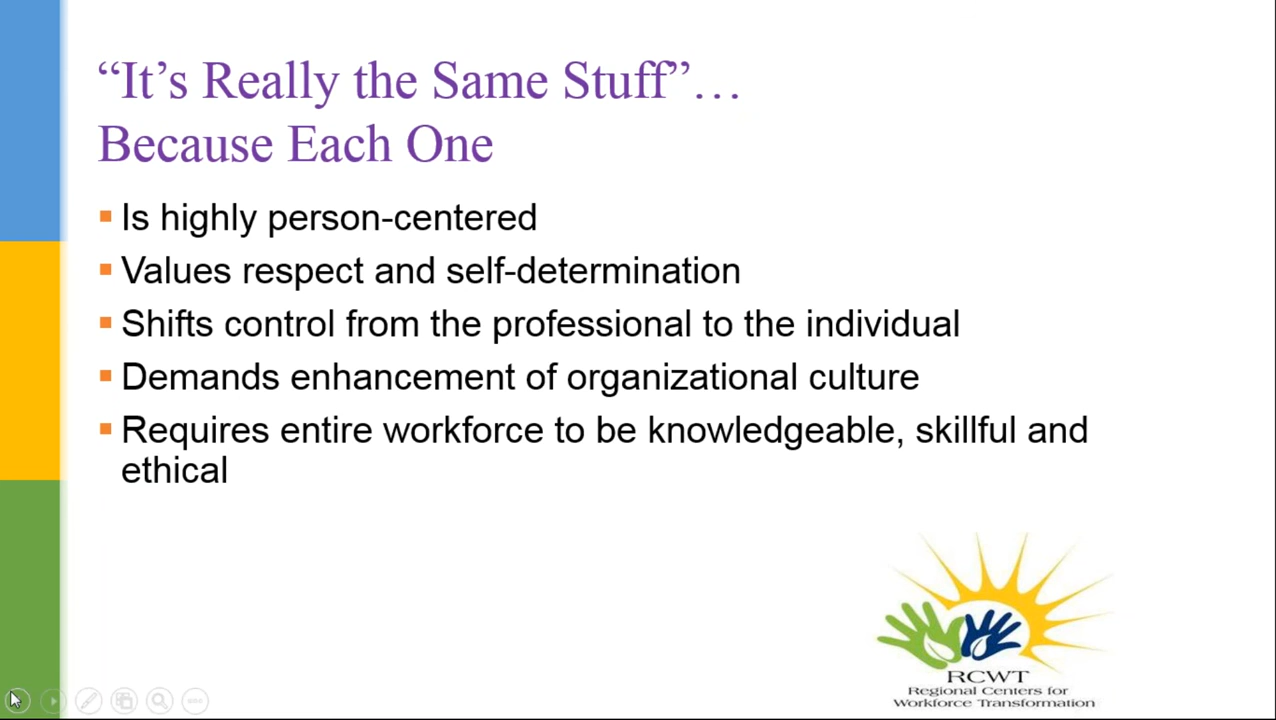 “It’s Really the Same Stuff”…
Because Each One
Is highly person-centered
Values respect and self-determination
Shifts control from the professional to the individual
Demands enhancement of organizational culture
Requires entire workforce to be knowledgeable, skillful and
ethical
RCWT
Regional Centers for
Workforce Transformation